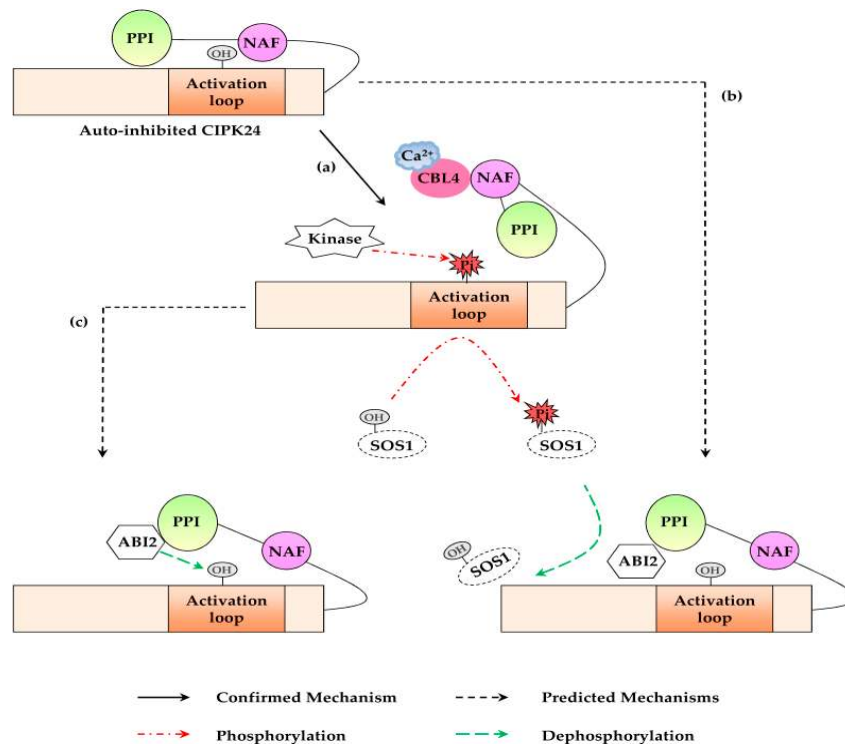 PPI
NAF
OH
Activation
loop
Auto-inhibited CIPK24
(b)
(a)
Ca2+
CBL4
NAF
PPI
Kinase
Pi
Activation
loop
(c)
OH
SOS1
Pi
SOS1
PPI
ABI2
NAF
OH
Activation
loop
OH
SOS1
PPI
ABI2
NAF
OH
Activation
loop
Confirmed Mechanism
Predicted Mechanisms
Phosphorylation
Dephosphorylation